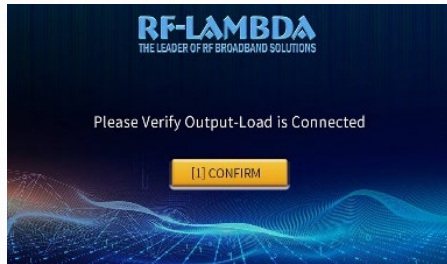 RF-LAMBDA
THE LEADER OF RF BROADBAND SOLUTIONS
Please Verify Output-Load is Connected
[1] CONFIRM